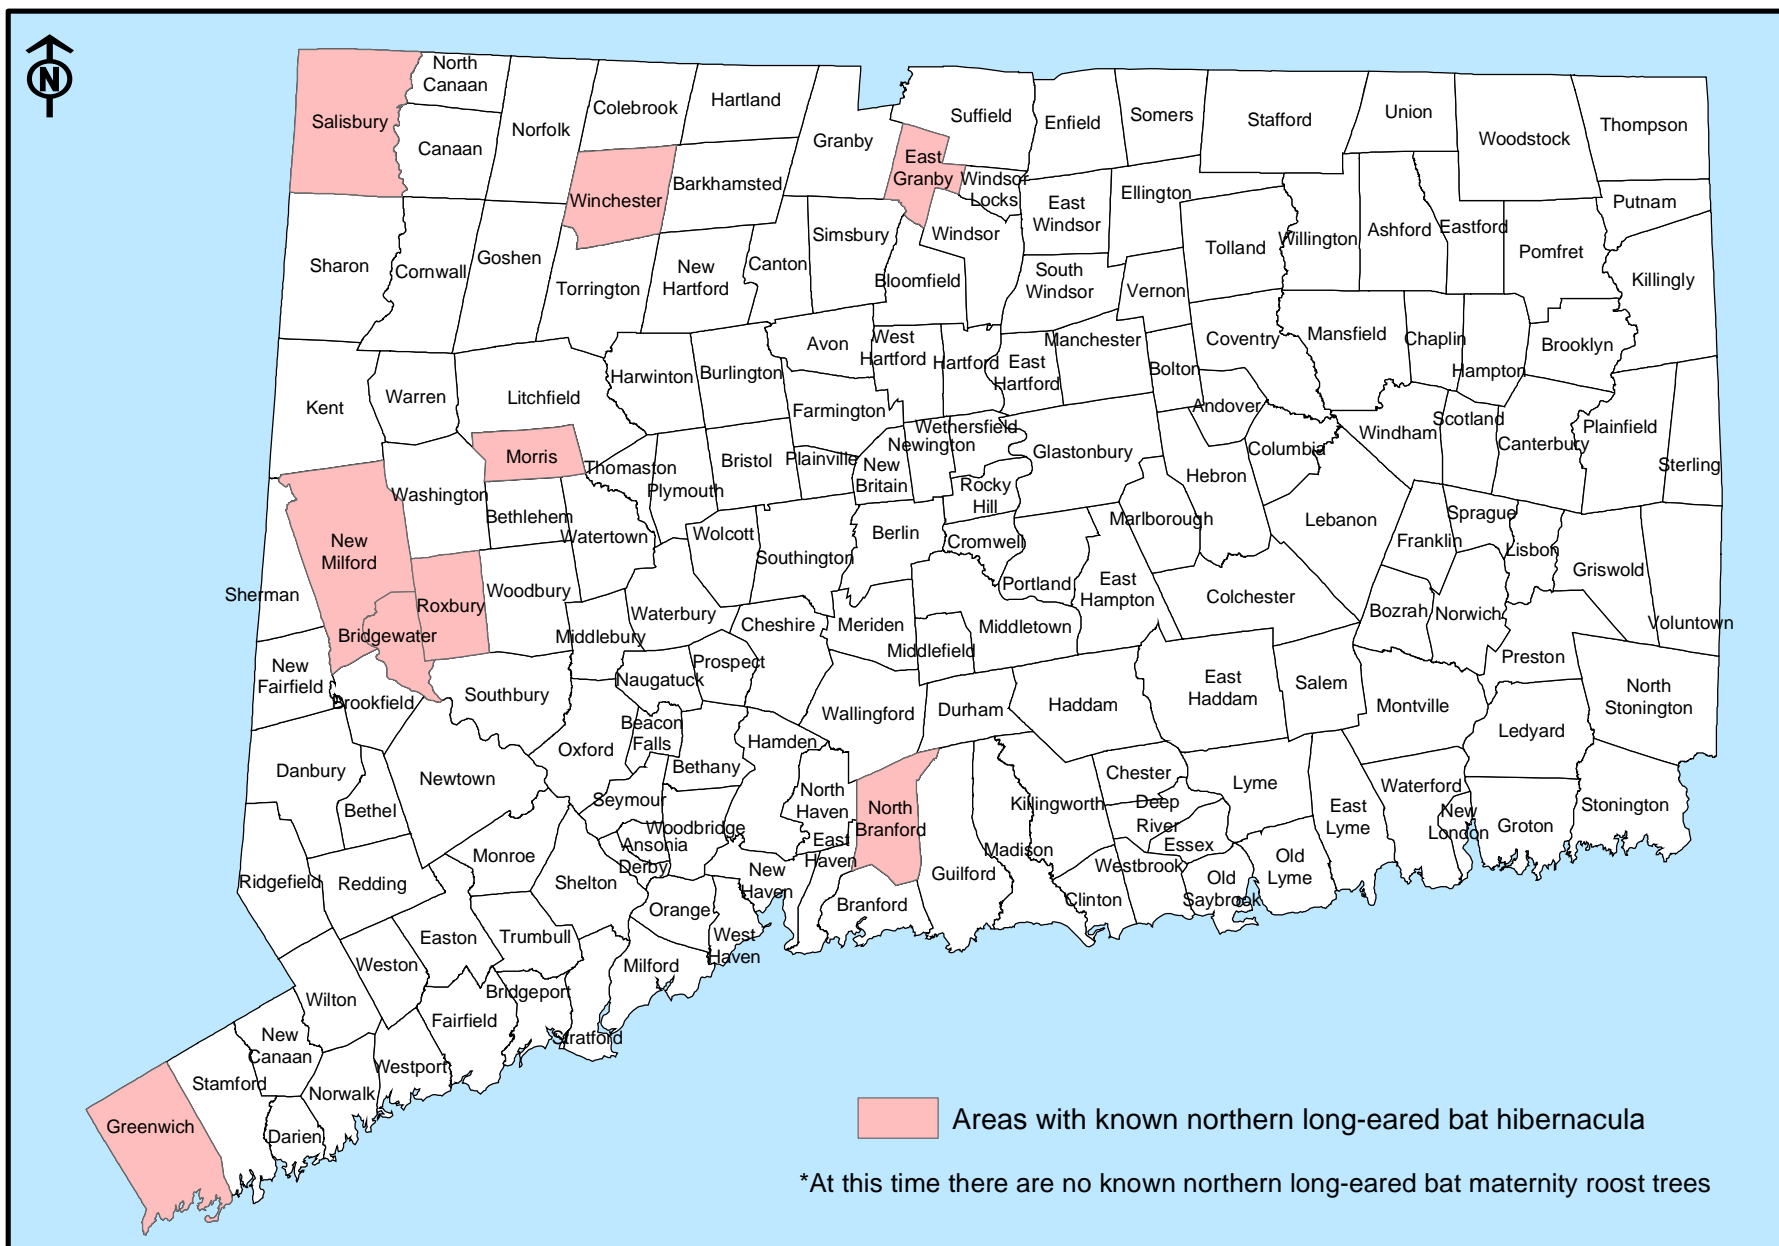 N
North
Canaan
Salisbury
Canaan
Norfolk
Colebrook
Hartland
Granby
Suffield
Enfield
Somers
Stafford
Union
Woodstock
Thompson
East
Granby
Windsor
Locks
Winchester
Barkhamsted
East
Windsor
Ellington
Putnam
Sharon
Cornwall
Goshen
Torrington
New
Hartford
Canton
Simsbury
Windsor
Bloomfield
South
Windsor
Vernon
Tolland
Willington
Ashford
Eastford
Pomfret
Killingly
Kent
Warren
Litchfield
Harwinton
Burlington
Avon
West
Hartford
Hartford
East
Hartford
Manchester
Bolton
Coventry
Mansfield
Chaplin
Hampton
Brooklyn
Farmington
Andover
Morris
Washington
Thomaston
Plymouth
Bristol
Plainville
New
Britain
Newington
Wethersfield
Rocky
Hill
Glastonbury
Hebron
Columbia
Windham
Scotland
Canterbury
Plainfield
Sterling
New
Milford
Bethlehem
Watertown
Wolcott
Southington
Berlin
Cromwell
Marlborough
Lebanon
Franklin
Sprague
Lisbon
Griswold
Voluntown
Sherman
Bridgewater
Roxbury
Woodbury
Middlebury
Waterbury
Cheshire
Meriden
Middlefield
Middletown
Portland
East
Hampton
Colchester
Bozrah
Norwich
Preston
New
Fairfield
Brookfield
Southbury
Naugatuck
Prospect
Wallingford
Durham
Haddam
East
Haddam
Salem
Montville
Ledyard
North
Stonington
Danbury
Bethel
Newtown
Oxford
Beacon
Falls
Bethany
Hamden
North
Haven
North
Branford
Killingworth
Chester
Deep
River
Essex
Lyme
East
Lyme
Waterford
New
London
Groton
Stonington
Ridgefield
Redding
Monroe
Seymour
Ansonia
Derby
Woodbridge
Shelton
New
Haven
East
Haven
Branford
Guilford
Madison
Clinton
Westbrook
Old
Saybrook
Old
Lyme
Orange
West
Haven
Milford
Easton
Trumbull
Weston
Wilton
Bridgeport
Stratford
Fairfield
New
Canaan
Stamford
Norwalk
Westport
Darien
Greenwich
Areas with known northern long-eared bat hibernacula
*At this time there are no known northern long-eared bat maternity roost trees